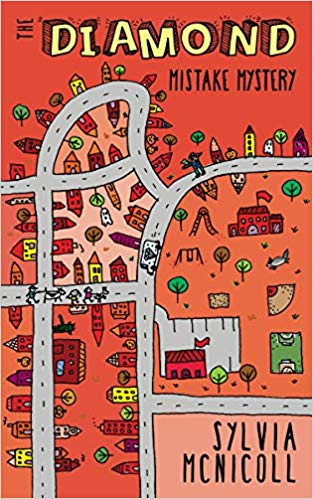 THE
DIAMOND
MISTAKE MYSTERY
SYLVIA
MCNICOLL